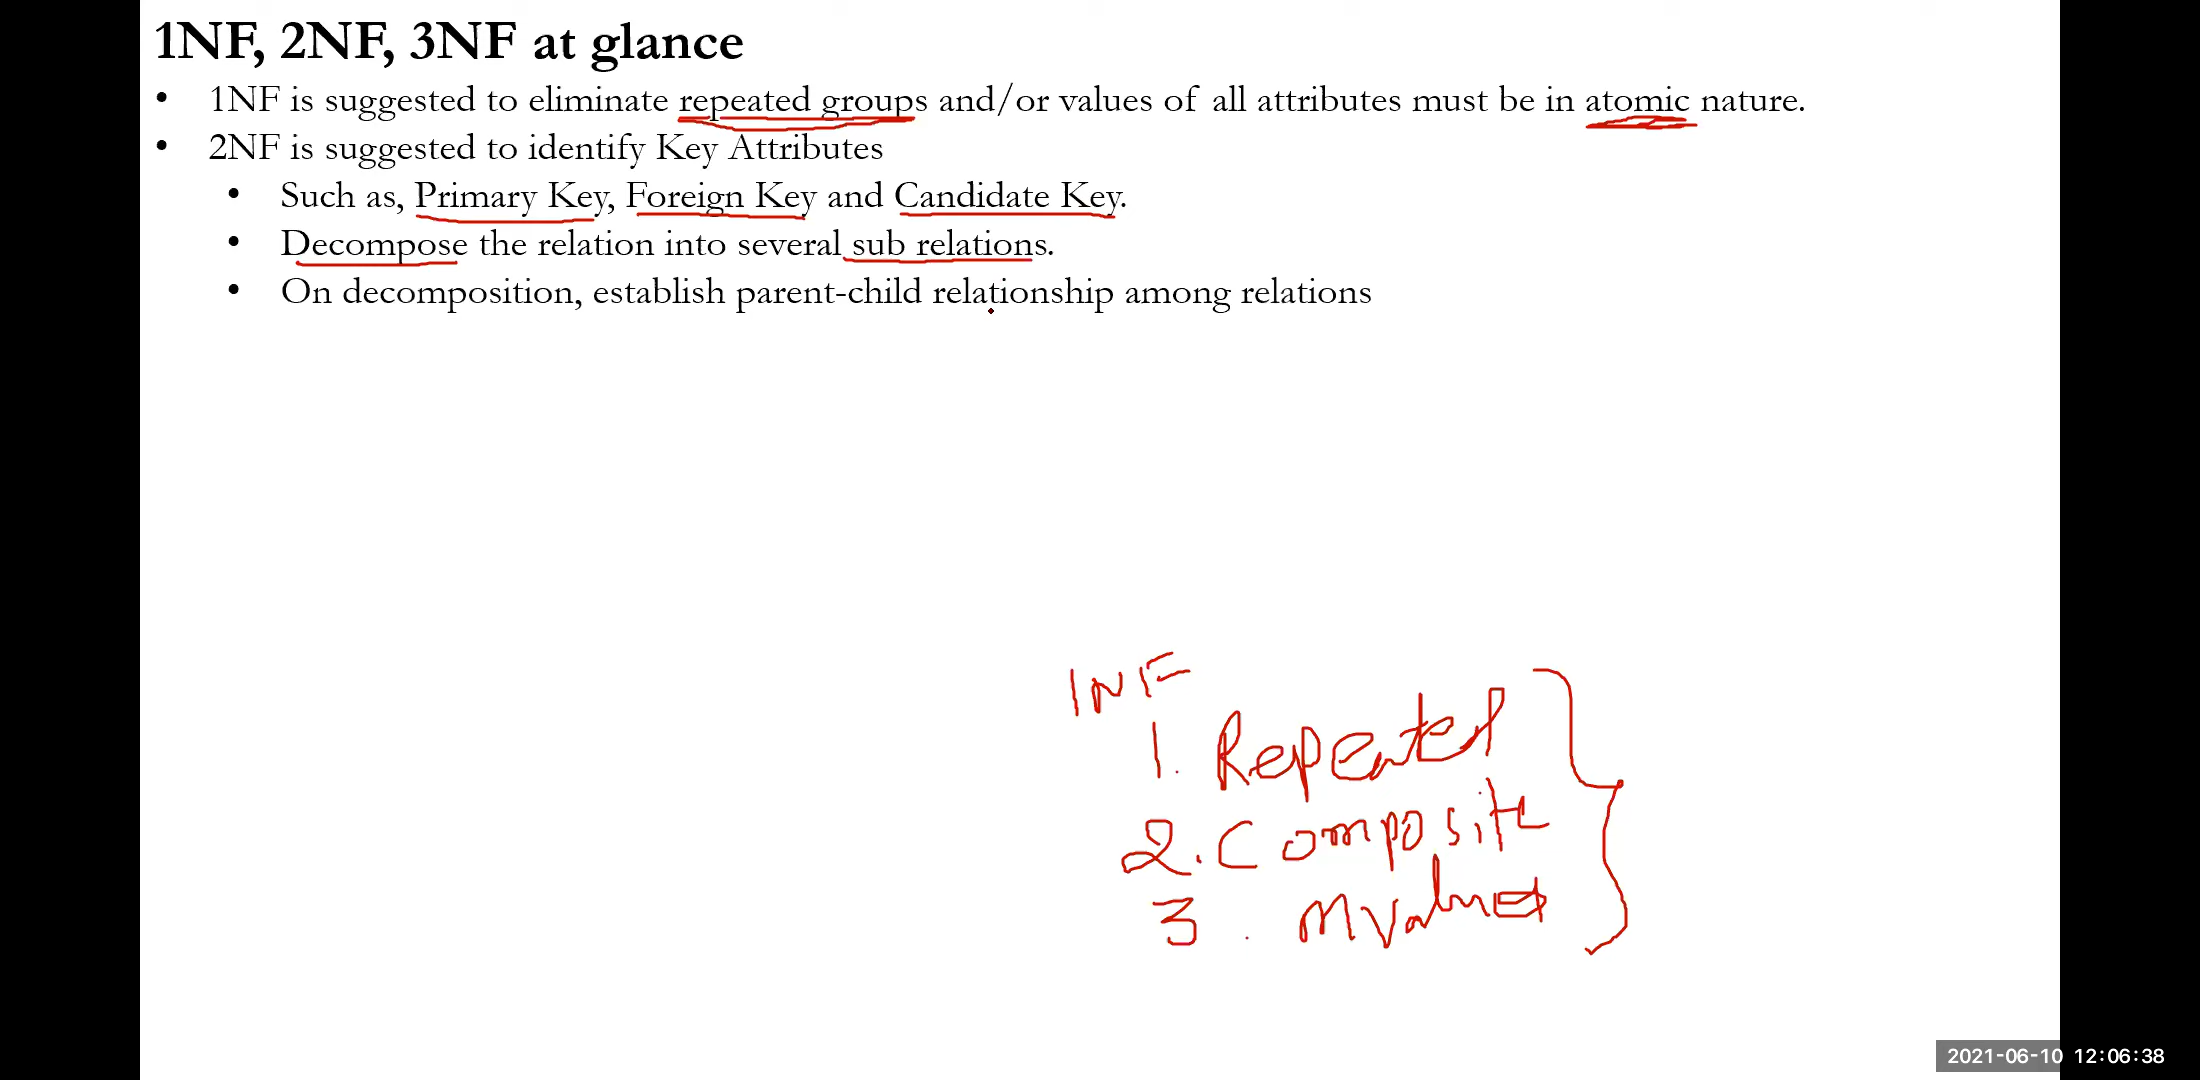 1NF, 2NF, 3NF at glance
• 1NF is suggested to eliminate repeated groups and/or values of all attributes must be in atomic nature.
• 2NF is suggested to identify Key Attributes
• Such as, Primary Key, Foreign Key and Candidate Key.
• Decompose the relation into several sub relations.
• On decomposition, establish parent-child relationship among relations
1NF
1. Repeated
2. Composite
3. MValued
2021-06-10 12:06:38